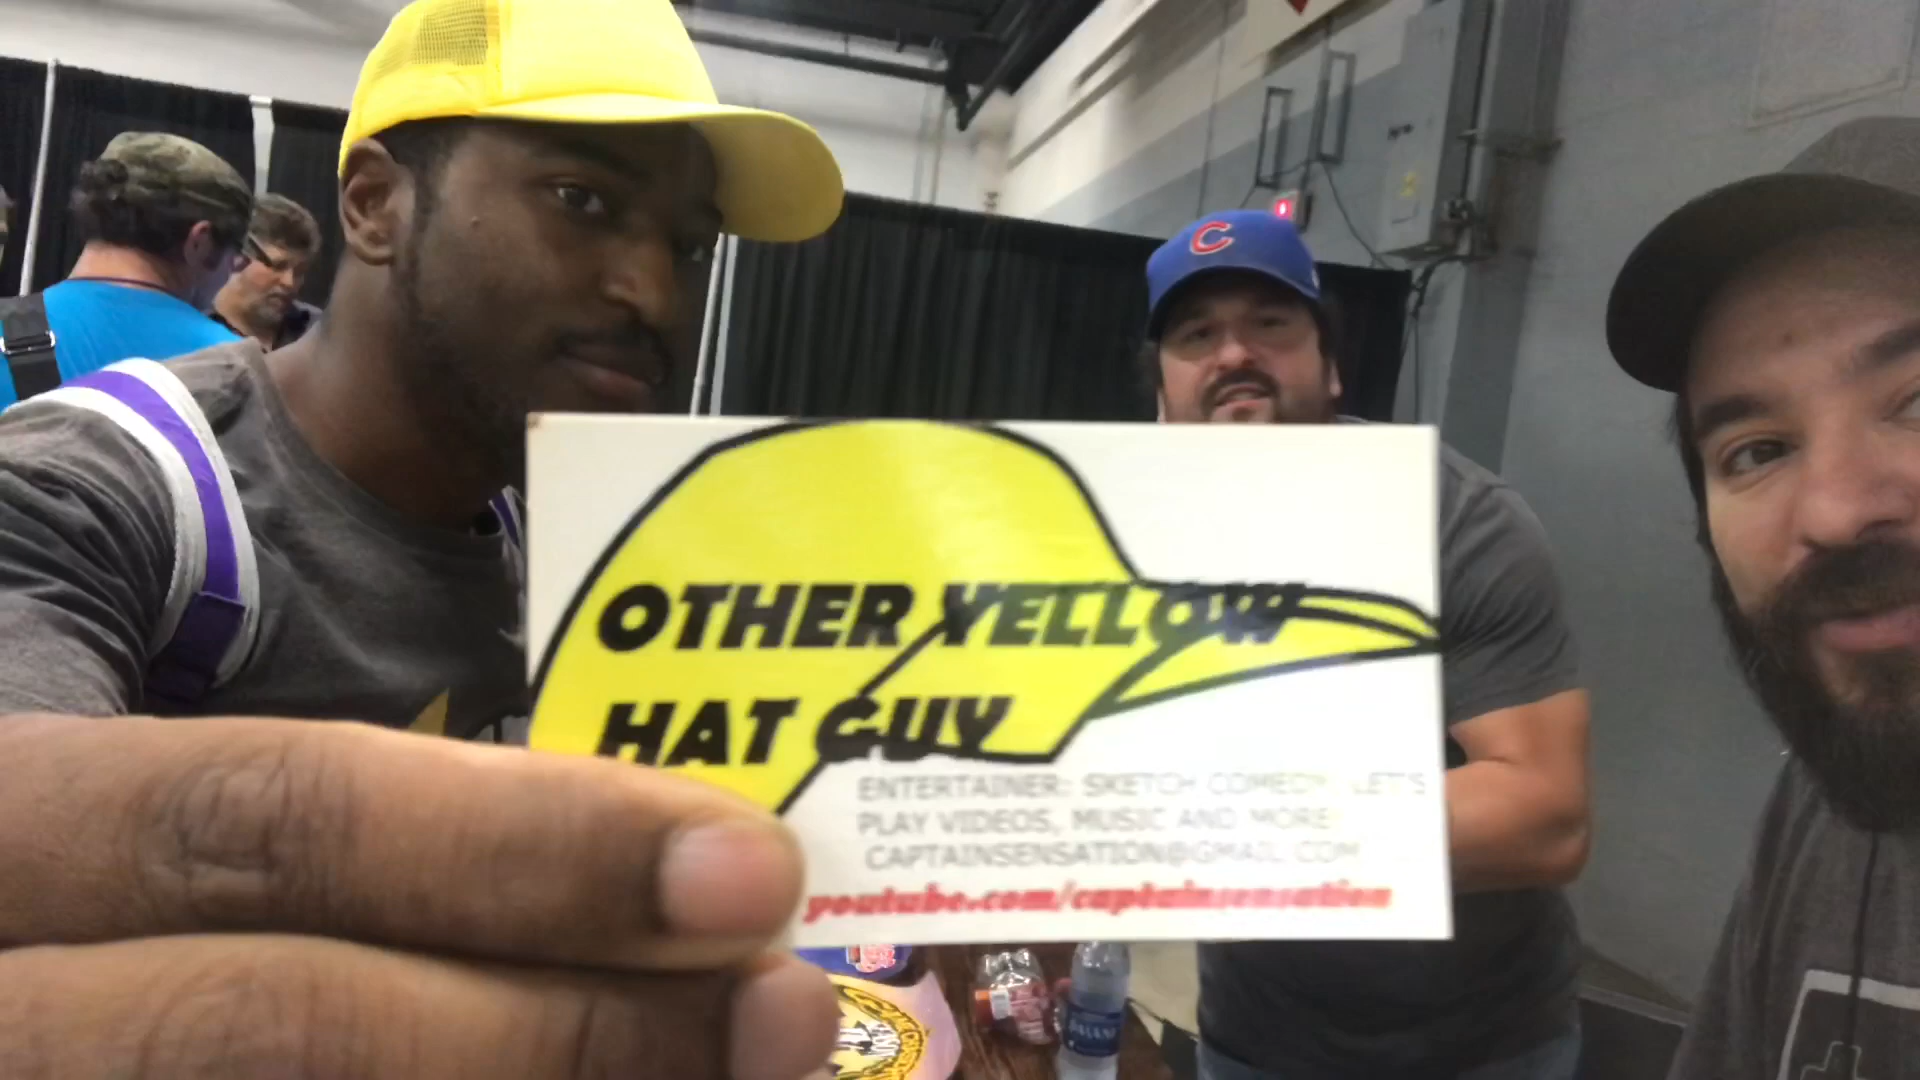 C
OTHER YELLOW
HAT GUY
ENTERTAINER: SKETCH COMEDY, LET'S
PLAY VIDEOS, MUSIC AND MORE
CAPTAINSENSATION@GMAIL.COM
youtube.com/captainsensation